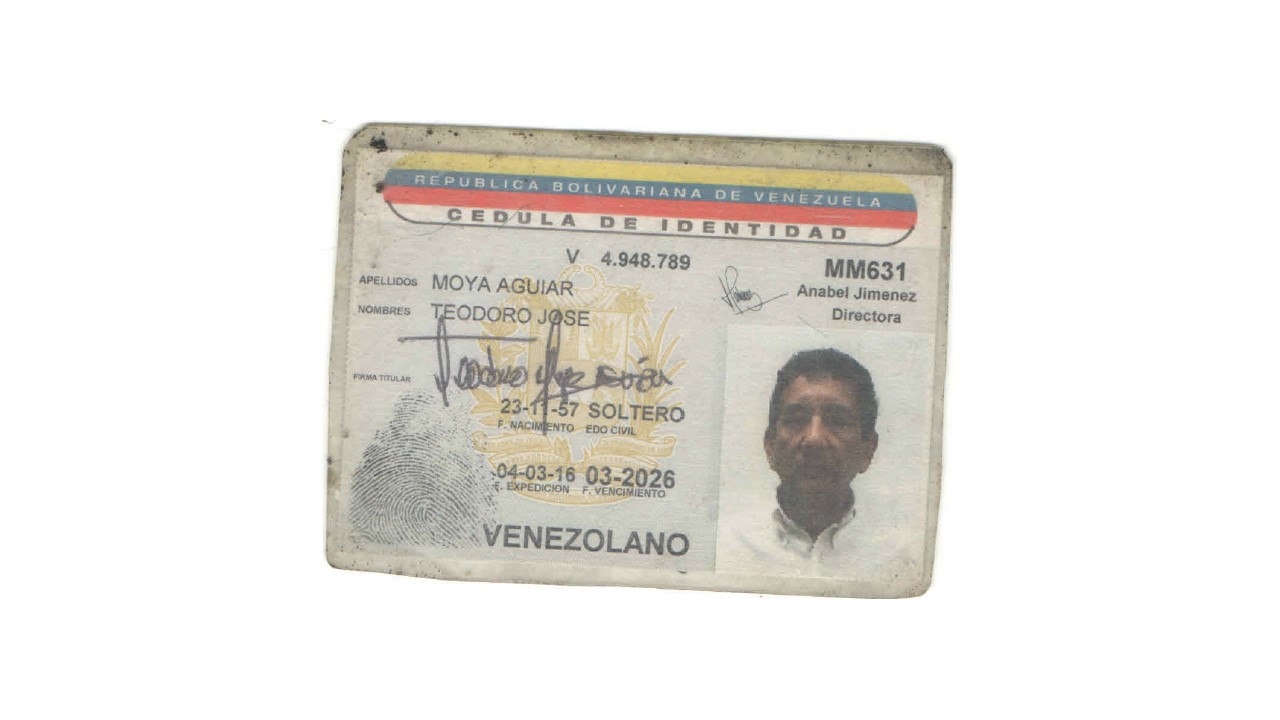 REPUBLICA BOLIVARIANA DE VENEZUELA
CEDULA DE IDENTIDAD
V 4.948.789
MM631
Anabel Jimenez
Directora
APELLIDOS MOYA AGUIAR
NOMBRES TEODORO JOSE
FIRMA TITULAR
23-11-57 SOLTERO
F. NACIMIENTO EDO CIVIL
04-03-16 03-2026
F. EXPEDICION F. VENCIMIENTO
VENEZOLANO